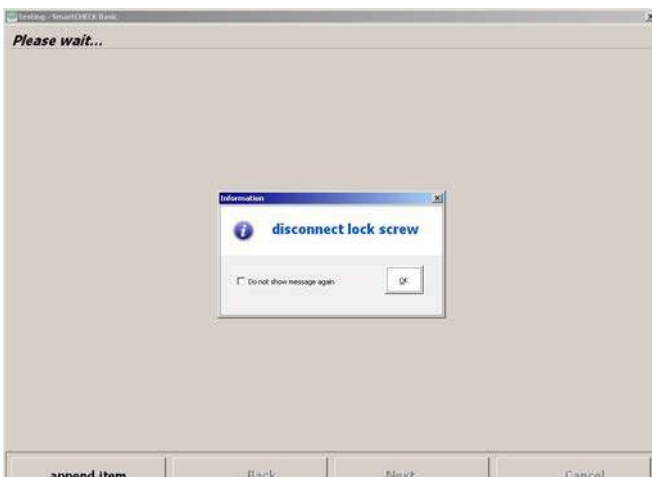 Testing - SmartCHECK Basic
Please wait...
Information
disconnect lock screw
Do not show message again
OK
append item
Back
Next
Cancel